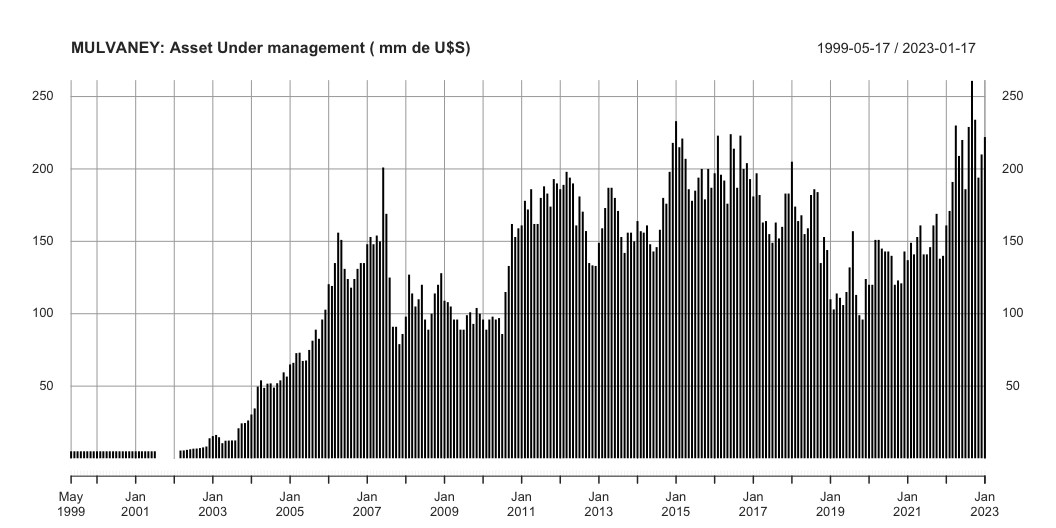 MULVANEY: Asset Under management ( mm de U$S) 1999-05-17 / 2023-01-17
250 250
200 200
150 150
100 100
50 50
May Jan Jan Jan Jan Jan Jan Jan Jan Jan Jan Jan Jan
1999 2001 2003 2005 2007 2009 2011 2013 2015 2017 2019 2021 2023